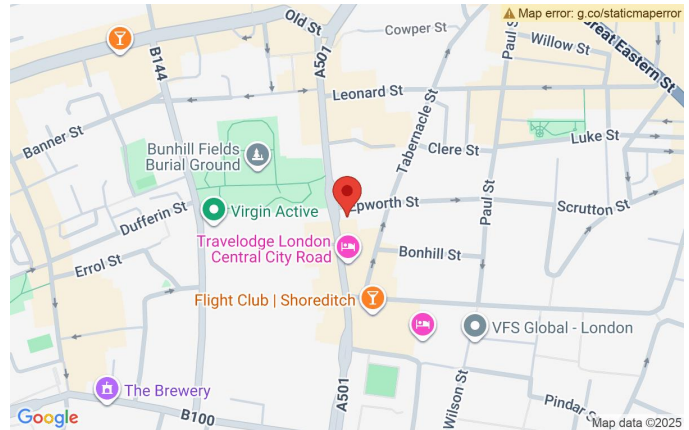 Map error: g.co/staticmaperror
Old St
Cowper St
Paul St
Willow St
Great Eastern St
B144
A501
Leonard St
Banner St
Bunhill Fields
Burial Ground
Tabernacle St
Clere St
Luke St
Dufferin St
Virgin Active
Epworth St
Paul St
Scrutton St
Travelodge London
Central City Road
Bonhill St
Errol St
Flight Club | Shoreditch
VFS Global - London
The Brewery
A501
Wilson St
Pindar S
B100
Google
Map data ©2025